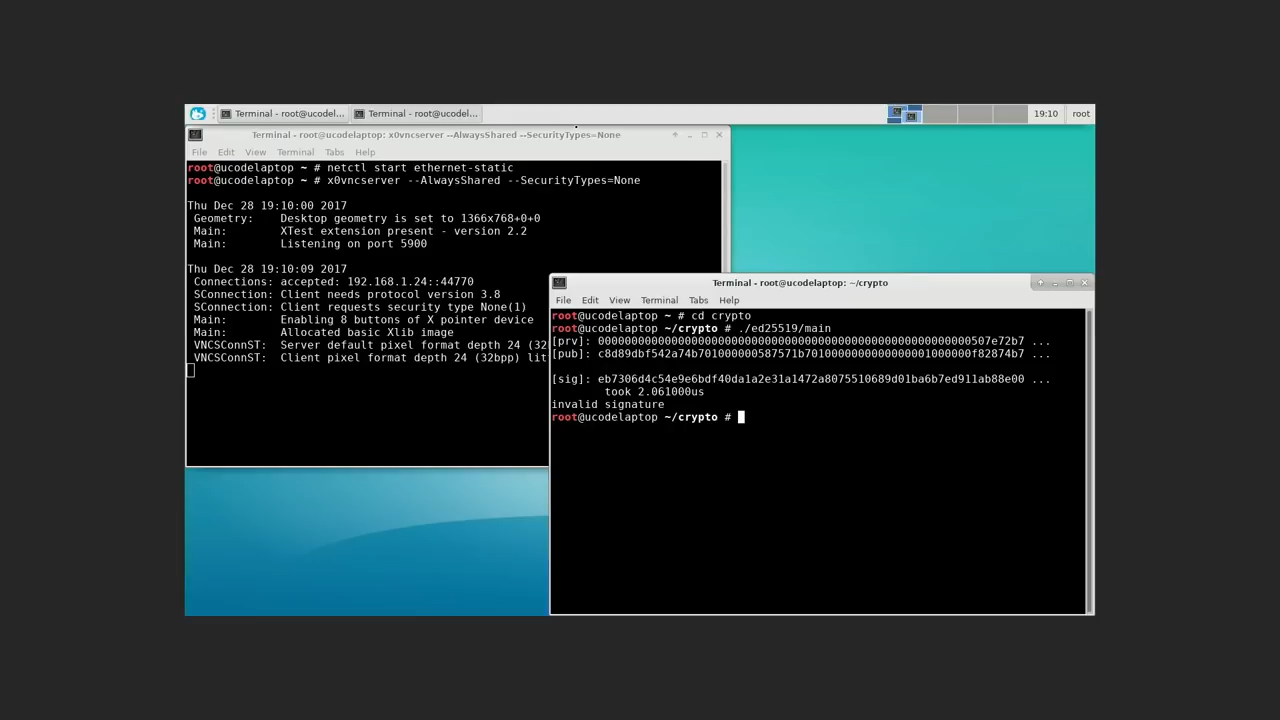 Terminal - root@ucodel...
Terminal - root@ucodel...
19:10
root
Terminal - root@ucodelaptop: x0vncserver --AlwaysShared --SecurityTypes=None
File Edit View Terminal Tabs Help
root@ucodelaptop ~ # netctl start ethernet-static
root@ucodelaptop ~ # x0vncserver --AlwaysShared --SecurityTypes=None
Thu Dec 28 19:10:00 2017
Geometry: Desktop geometry is set to 1366x768+0+0
Main: XTest extension present - version 2.2
Main: Listening on port 5900
Thu Dec 28 19:10:09 2017
Connections: accepted: 192.168.1.24::44770
SConnection: Client needs protocol version 3.8
SConnection: Client requests security type None(1)
Main: Enabling 8 buttons of X pointer device
Main: Allocated basic Xlib image
VNCSConnST: Server default pixel format depth 24 (32
VNCSConnST: Client pixel format depth 24 (32bpp) lit
Terminal - root@ucodelaptop: ~/crypto
File Edit View Terminal Tabs Help
root@ucodelaptop ~ # cd crypto
root@ucodelaptop ~/crypto # ./ed25519/main
[prv]: 00000000000000000000000000000000000000000000000000000000507e72b7 ...
[pub]: c8d89dbf542a74b701000000587571b7010000000000000001000000f82874b7 ...
[sig]: eb7306d4c54e9e6bdf40da1a2e31a1472a8075510689d01ba6b7ed911ab88e00 ...
took 2.061000us
invalid signature
root@ucodelaptop ~/crypto #